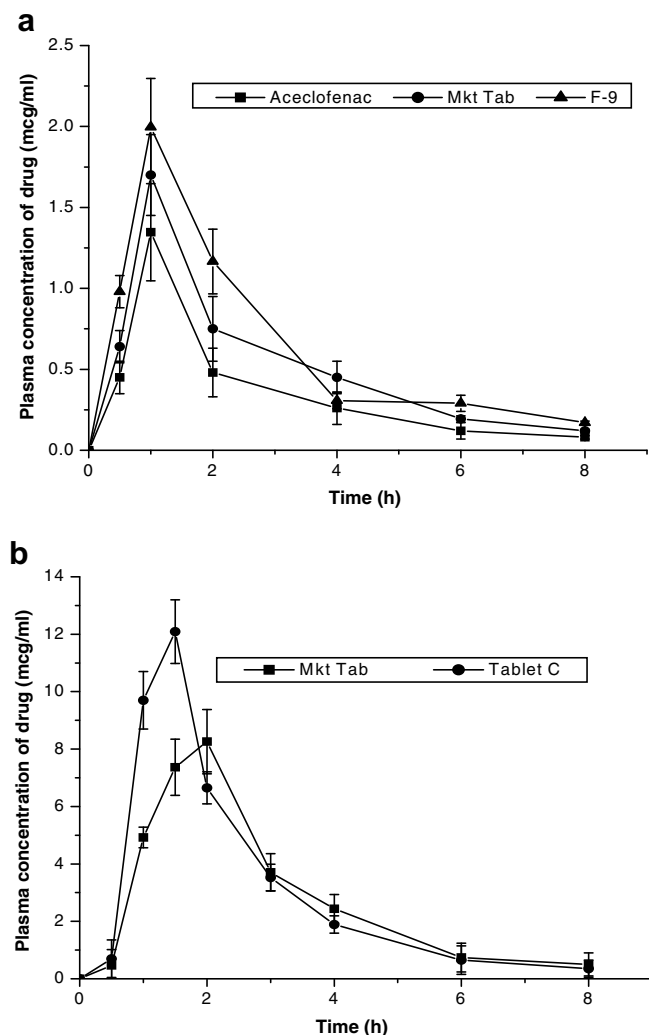 a
2.5
Aceclofenac Mkt Tab F-9
2.0
1.5
1.0
0.5
0.0
0 2 4 6 8
Plasma concentration of drug (mcg/ml)
Time (h)
b
14
12
Mkt Tab Tablet C
10
8
6
4
2
0
0 2 4 6 8
Plasma concentration of drug (mcg/ml)
Time (h)